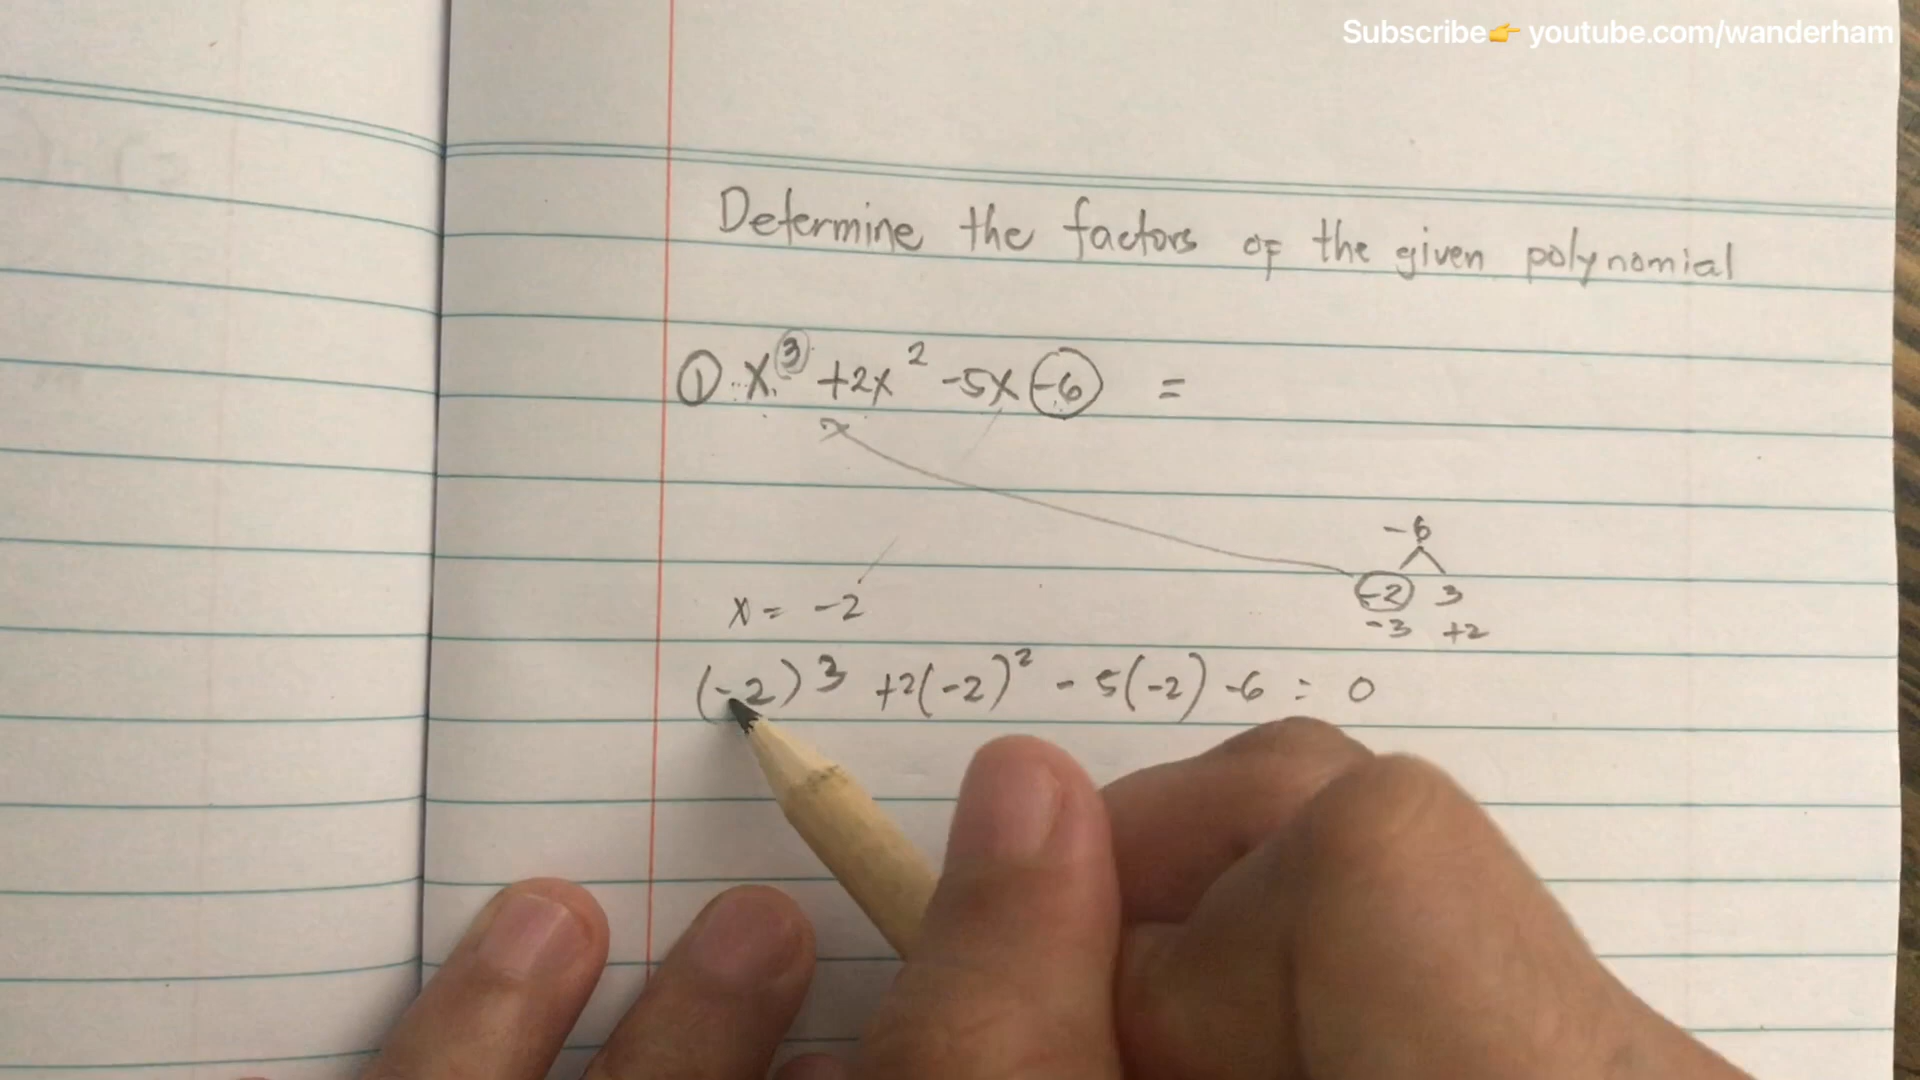 Subscribe👉 youtube.com/wanderham
Determine the factors of the given polynomial
① x³ +2x² -5x -6 =
x
-6
-2 3
-3 +2
x = -2
(-2)³ +2(-2)² - 5(-2) -6 = 0